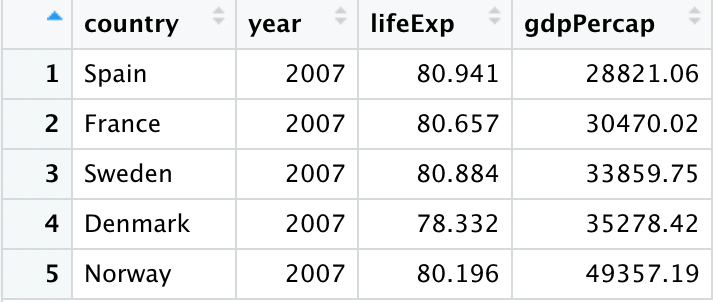 country year lifeExp gdpPercap
1 Spain 2007 80.941 28821.06
2 France 2007 80.657 30470.02
3 Sweden 2007 80.884 33859.75
4 Denmark 2007 78.332 35278.42
5 Norway 2007 80.196 49357.19